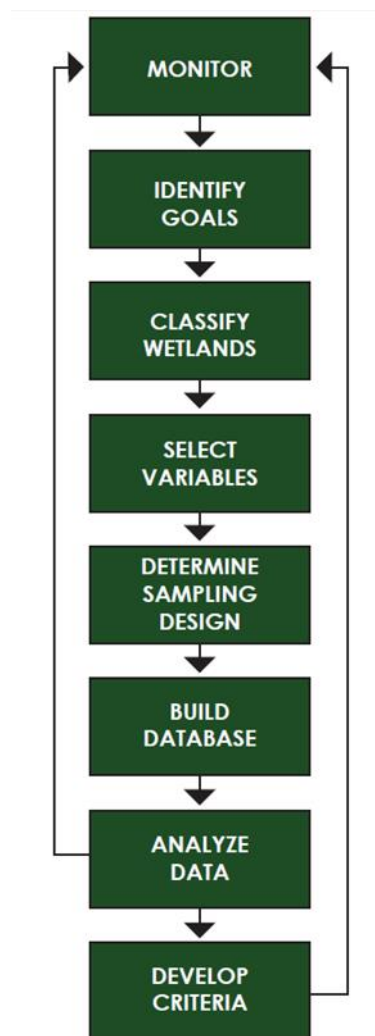 MONITOR
IDENTIFY
GOALS
CLASSIFY
WETLANDS
SELECT
VARIABLES
DETERMINE
SAMPLING
DESIGN
BUILD
DATABASE
ANALYZE
DATA
DEVELOP
CRITERIA